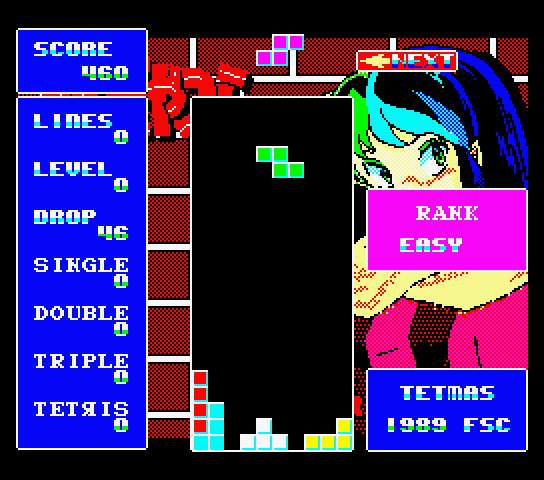 SCORE
460
NEXT
LINES
0
LEVEL
0
DROP
46
SINGLE
0
DOUBLE
0
TRIPLE
0
TETЯIS
0
RANK
EASY
TETMAS
1989 FSC